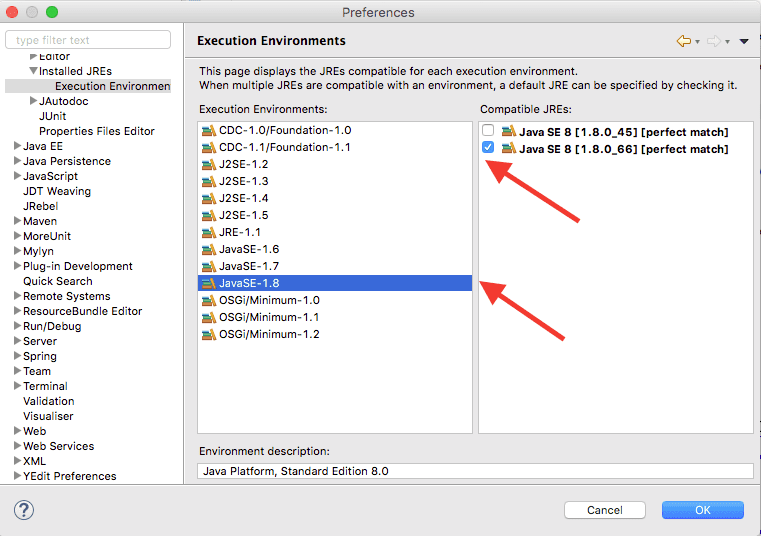 Preferences
type filter text
Editor
Installed JREs
Execution Environmen
JAutodoc
JUnit
Properties Files Editor
Java EE
Java Persistence
JavaScript
JDT Weaving
JRebel
Maven
MoreUnit
Mylyn
Plug-in Development
Quick Search
Remote Systems
ResourceBundle Editor
Run/Debug
Server
Spring
Team
Terminal
Validation
Visualiser
Web
Web Services
XML
YEdit Preferences
Execution Environments
This page displays the JREs compatible for each execution environment.
When multiple JREs are compatible with an environment, a default JRE can be specified by checking it.
Execution Environments:
CDC-1.0/Foundation-1.0
CDC-1.1/Foundation-1.1
J2SE-1.2
J2SE-1.3
J2SE-1.4
J2SE-1.5
JRE-1.1
JavaSE-1.6
JavaSE-1.7
JavaSE-1.8
OSGi/Minimum-1.0
OSGi/Minimum-1.1
OSGi/Minimum-1.2
Compatible JREs:
Java SE 8 [1.8.0_45] [perfect match]
Java SE 8 [1.8.0_66] [perfect match]
Environment description:
Java Platform, Standard Edition 8.0
?
Cancel
OK